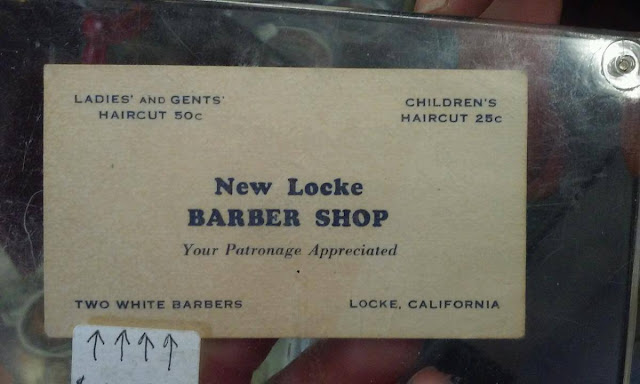 LADIES' AND GENTS'
HAIRCUT 50c
CHILDREN'S
HAIRCUT 25c
New Locke
BARBER SHOP
Your Patronage Appreciated
TWO WHITE BARBERS
LOCKE, CALIFORNIA